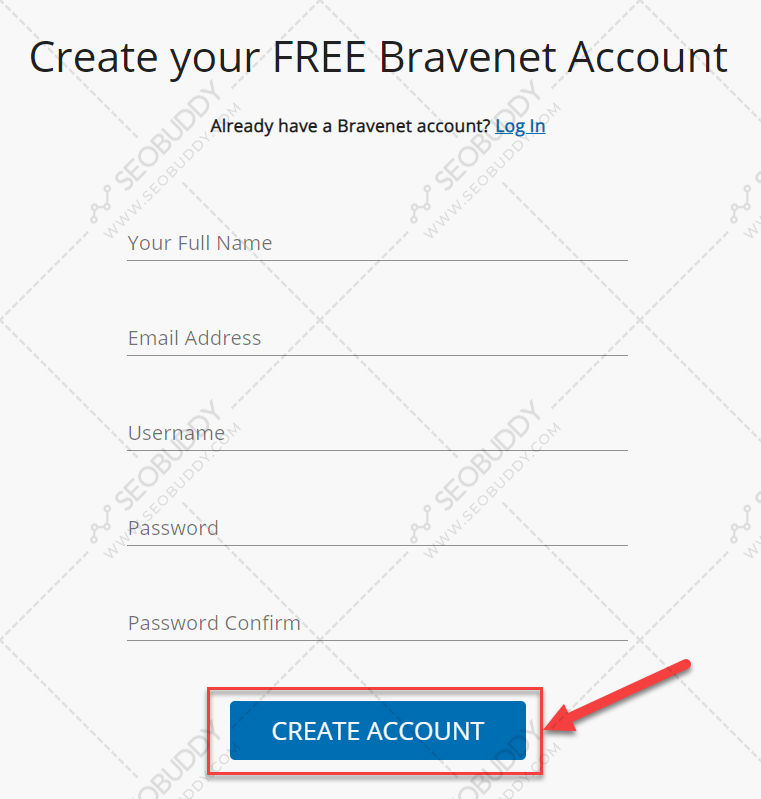 Create your FREE Bravenet Account
Already have a Bravenet account? Log In
SEOBUDDY
WWW.SEOBUDDY.COM
SEOBUDDY
WWW.SEOBUDDY.COM
Your Full Name
Email Address
Username
SEOBUDDY
WWW.SEOBUDDY.COM
SEOBUDDY
WWW.SEOBUDDY.COM
Password
Password Confirm
CREATE ACCOUNT